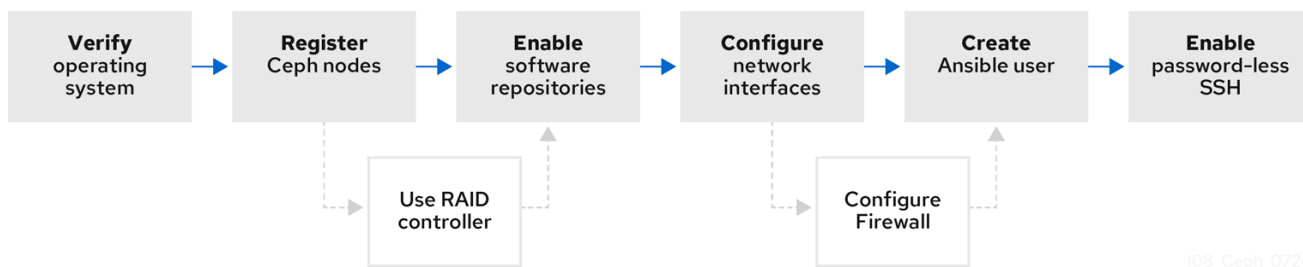 Verify
operating
system
Register
Ceph nodes
Enable
software
repositories
Configure
network
interfaces
Create
Ansible user
Enable
password-less
SSH
Use RAID
controller
Configure
Firewall
108_Ceph_072